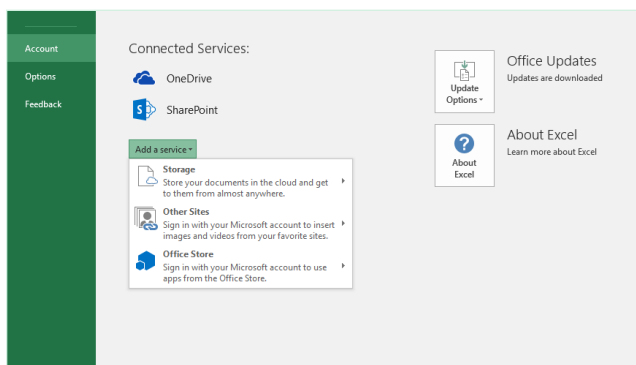 Account
Options
Feedback
Connected Services:
OneDrive
SharePoint
Add a service
Storage
Store your documents in the cloud and get
to them from almost anywhere.
Other Sites
Sign in with your Microsoft account to insert
images and videos from your favorite sites.
Office Store
Sign in with your Microsoft account to use
apps from the Office Store.
Update
Options
Office Updates
Updates are downloaded
About
Excel
About Excel
Learn more about Excel